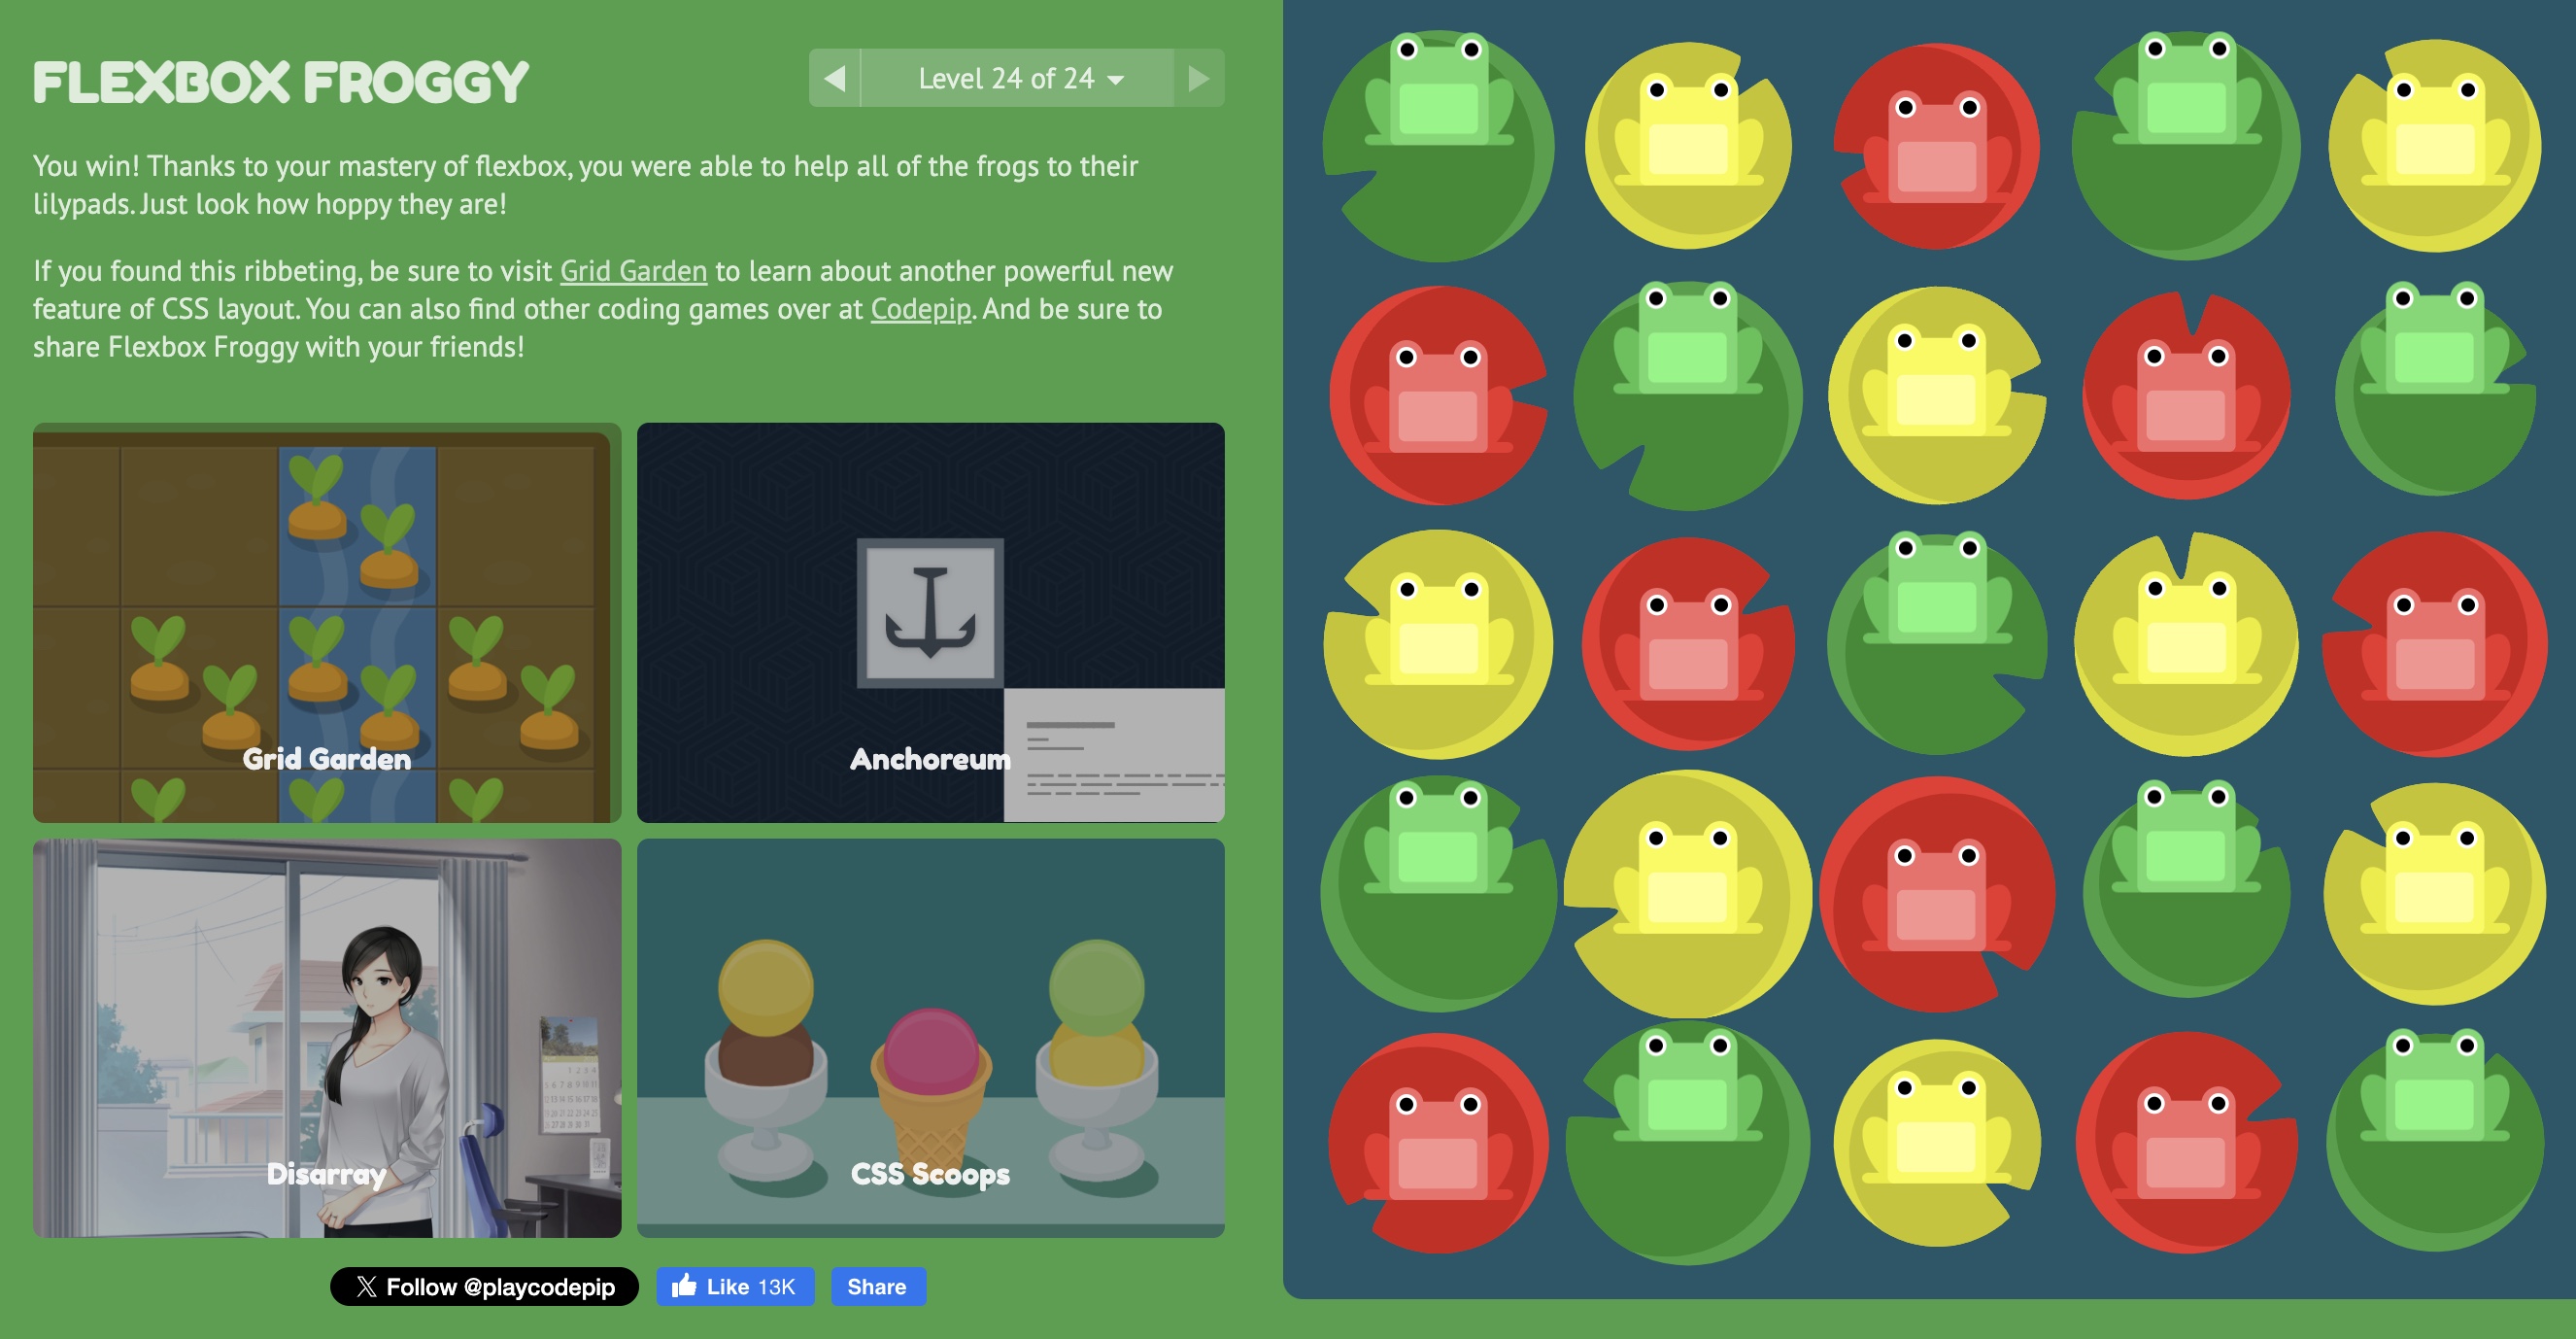 FLEXBOX FROGGY
Level 24 of 24
You win! Thanks to your mastery of flexbox, you were able to help all of the frogs to their
lilypads. Just look how hoppy they are!
If you found this ribbeting, be sure to visit Grid Garden to learn about another powerful new
feature of CSS layout. You can also find other coding games over at Codepip. And be sure to
share Flexbox Froggy with your friends!
Grid Garden
Anchoreum
Disarray
CSS Scoops
Follow @playcodepip
Like 13K
Share